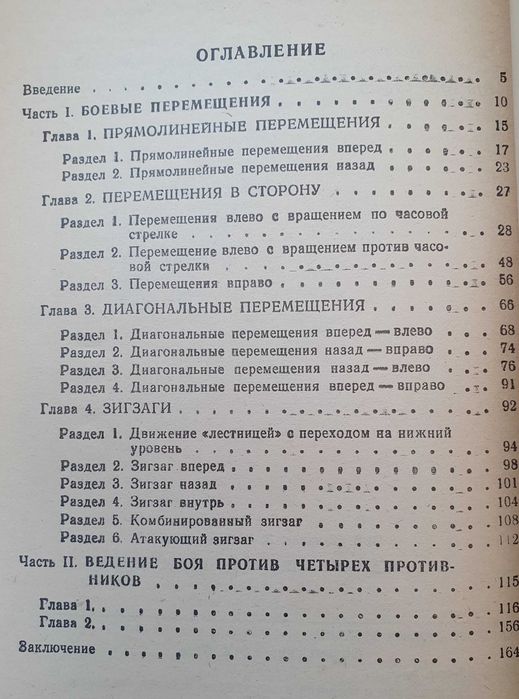 ОГЛАВЛЕНИЕ
Введение 5
Часть I. БОЕВЫЕ ПЕРЕМЕЩЕНИЯ 10
Глава 1. ПРЯМОЛИНЕЙНЫЕ ПЕРЕМЕЩЕНИЯ 15
Раздел 1. Прямолинейные перемещения вперед 17
Раздел 2. Прямолинейные перемещения назад 23
Глава 2. ПЕРЕМЕЩЕНИЯ В СТОРОНУ 27
Раздел 1. Перемещения влево с вращением по часовой
стрелке 28
Раздел 2. Перемещение влево с вращением против часо-
вой стрелки 48
Раздел 3. Перемещения вправо 56
Глава 3. ДИАГОНАЛЬНЫЕ ПЕРЕМЕЩЕНИЯ 66
Раздел 1. Диагональные перемещения вперед — влево 68
Раздел 2. Диагональные перемещения назад — вправо 74
Раздел 3. Диагональные перемещения назад — влево 76
Раздел 4. Диагональные перемещения вперед — вправо 91
Глава 4. ЗИГЗАГИ 92
Раздел 1. Движение «лестницей» с переходом на нижний
уровень 94
Раздел 2. Зигзаг вперед 98
Раздел 3. Зигзаг назад 101
Раздел 4. Зигзаг внутрь 104
Раздел 5. Комбинированный зигзаг 108
Раздел 6. Атакующий зигзаг 112
Часть II. ВЕДЕНИЕ БОЯ ПРОТИВ ЧЕТЫРЕХ ПРОТИВ-
НИКОВ 115
Глава 1. 116
Глава 2. 156
Заключение 164